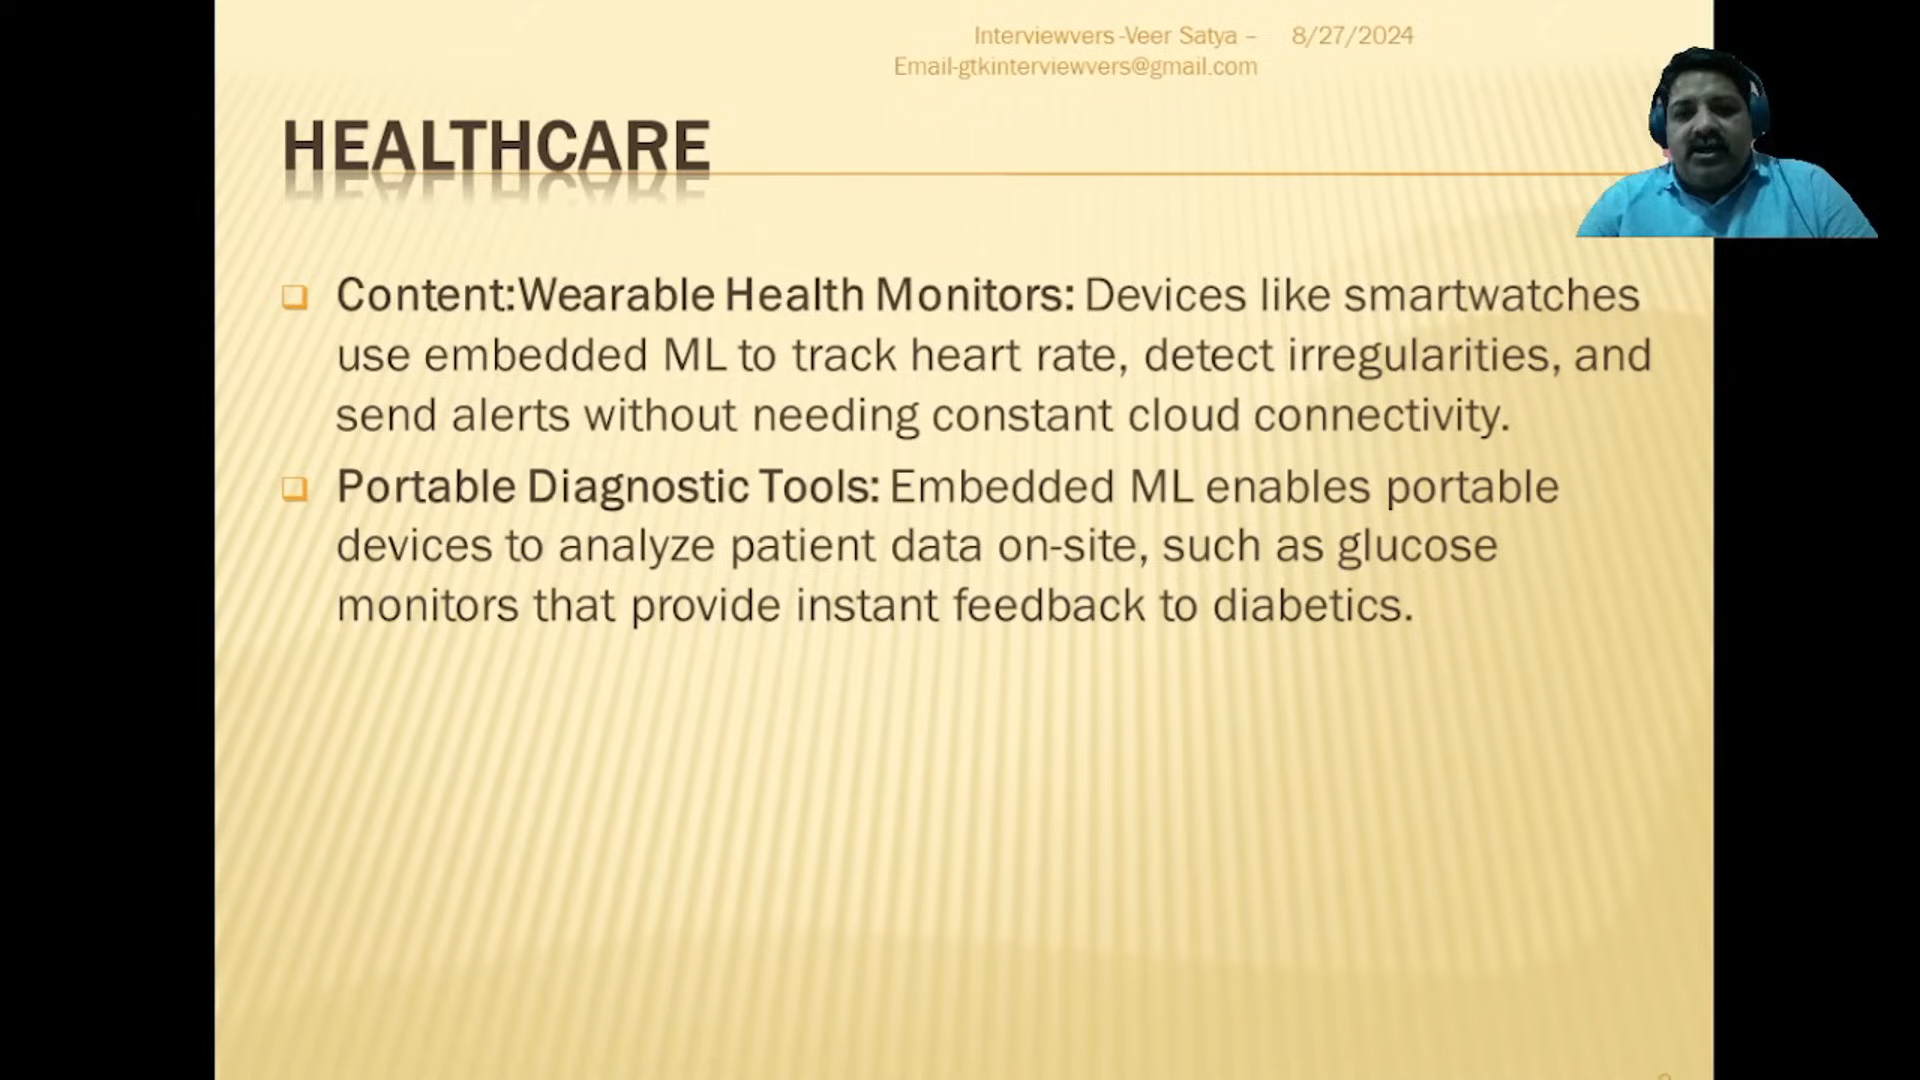 Interviewvers -Veer Satya – 8/27/2024
Email-gtkinterviewvers@gmail.com
HEALTHCARE
Content:Wearable Health Monitors: Devices like smartwatches
use embedded ML to track heart rate, detect irregularities, and
send alerts without needing constant cloud connectivity.
Portable Diagnostic Tools: Embedded ML enables portable
devices to analyze patient data on-site, such as glucose
monitors that provide instant feedback to diabetics.